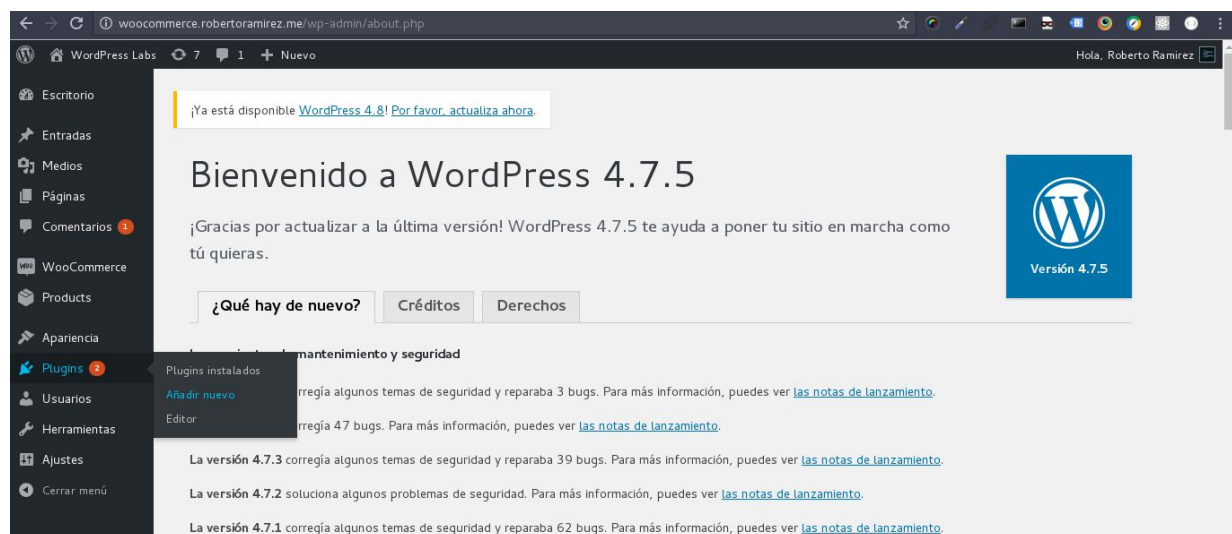 woocommerce.robertoramirez.me/wp-admin/about.php
WordPress Labs 7 1 + Nuevo
Hola, Roberto Ramirez
Escritorio
Entradas
Medios
Páginas
Comentarios 1
WooCommerce
Products
Apariencia
Plugins 2
Usuarios
Herramientas
Ajustes
Cerrar menú
Plugins instalados
Añadir nuevo
Editor
¡Ya está disponible WordPress 4.8! Por favor, actualiza ahora.
Bienvenido a WordPress 4.7.5
¡Gracias por actualizar a la última versión! WordPress 4.7.5 te ayuda a poner tu sitio en marcha como
tú quieras.
Versión 4.7.5
¿Qué hay de nuevo? Créditos Derechos
mantenimiento y seguridad
algunos temas de seguridad y reparaba 3 bugs. Para más información, puedes ver las notas de lanzamiento.
47 bugs. Para más información, puedes ver las notas de lanzamiento.
La versión 4.7.3 corregía algunos temas de seguridad y reparaba 39 bugs. Para más información, puedes ver las notas de lanzamiento.
La versión 4.7.2 soluciona algunos problemas de seguridad. Para más información, puedes ver las notas de lanzamiento.
La versión 4.7.1 corregía algunos temas de seguridad y reparaba 62 bugs. Para más información, puedes ver las notas de lanzamiento.